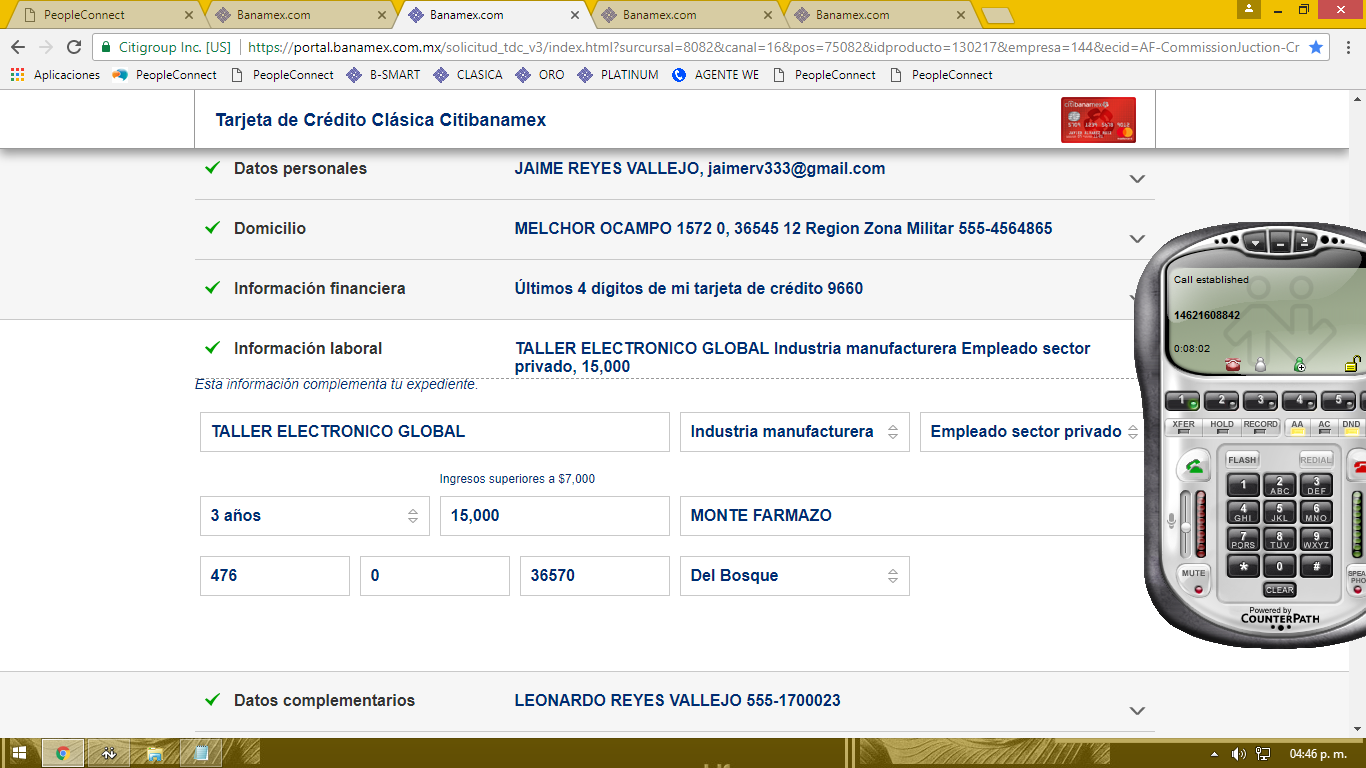 PeopleConnect
Banamex.com
Banamex.com
Banamex.com
Banamex.com
Citigroup Inc. [US] https://portal.banamex.com.mx/solicitud_tdc_v3/index.html?surcursal=8082&canal=16&pos=75082&idproducto=130217&empresa=144&ecid=AF-CommissionJuction-Cr
Aplicaciones PeopleConnect PeopleConnect B-SMART CLASICA ORO PLATINUM AGENTE WE PeopleConnect PeopleConnect
Tarjeta de Crédito Clásica Citibanamex
Datos personales JAIME REYES VALLEJO, jaimerv333@gmail.com
Domicilio MELCHOR OCAMPO 1572 0, 36545 12 Region Zona Militar 555-4564865
Información financiera Últimos 4 dígitos de mi tarjeta de crédito 9660
Información laboral TALLER ELECTRONICO GLOBAL Industria manufacturera Empleado sector
privado, 15,000
Esta información complementa tu expediente.
TALLER ELECTRONICO GLOBAL Industria manufacturera Empleado sector privado
Ingresos superiores a $7,000
3 años 15,000 MONTE FARMAZO
476 0 36570 Del Bosque
Datos complementarios LEONARDO REYES VALLEJO 555-1700023
Call established
14621608842
0:08:02
1 2 3 4 5
XFER HOLD RECORD AA AC DND
FLASH REDIAL
1 2 ABC 3 DEF
4 GHI 5 JKL 6 MNO
7 PQRS 8 TUV 9 WXYZ
* 0 #
MUTE CLEAR SPEA
PHO
Powered by
COUNTERPATH
04:46 p. m.